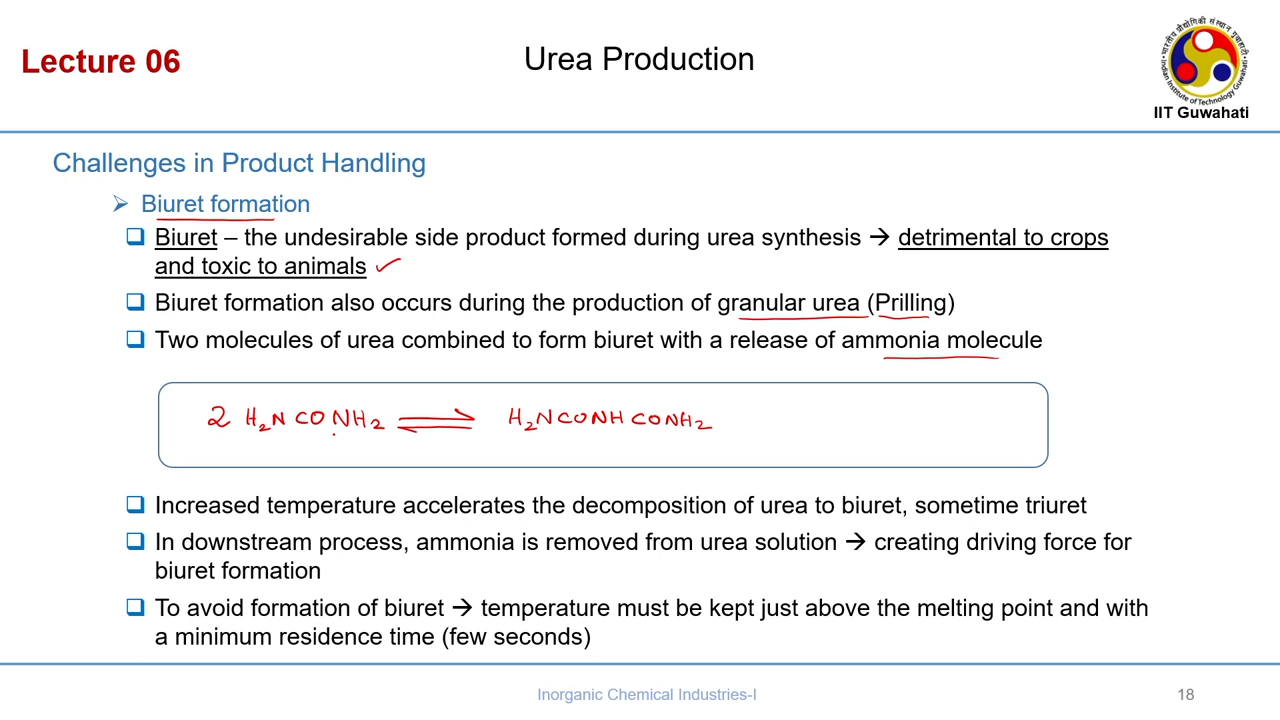 Lecture 06
Urea Production
IIT Guwahati
Challenges in Product Handling
➢ Biuret formation
❑ Biuret – the undesirable side product formed during urea synthesis → detrimental to crops
and toxic to animals ✓
❑ Biuret formation also occurs during the production of granular urea (Prilling)
❑ Two molecules of urea combined to form biuret with a release of ammonia molecule
2 H₂NCONH₂ ⇌ H₂NCONHCONH₂
❑ Increased temperature accelerates the decomposition of urea to biuret, sometime triuret
❑ In downstream process, ammonia is removed from urea solution → creating driving force for
biuret formation
❑ To avoid formation of biuret → temperature must be kept just above the melting point and with
a minimum residence time (few seconds)
Inorganic Chemical Industries-I
18